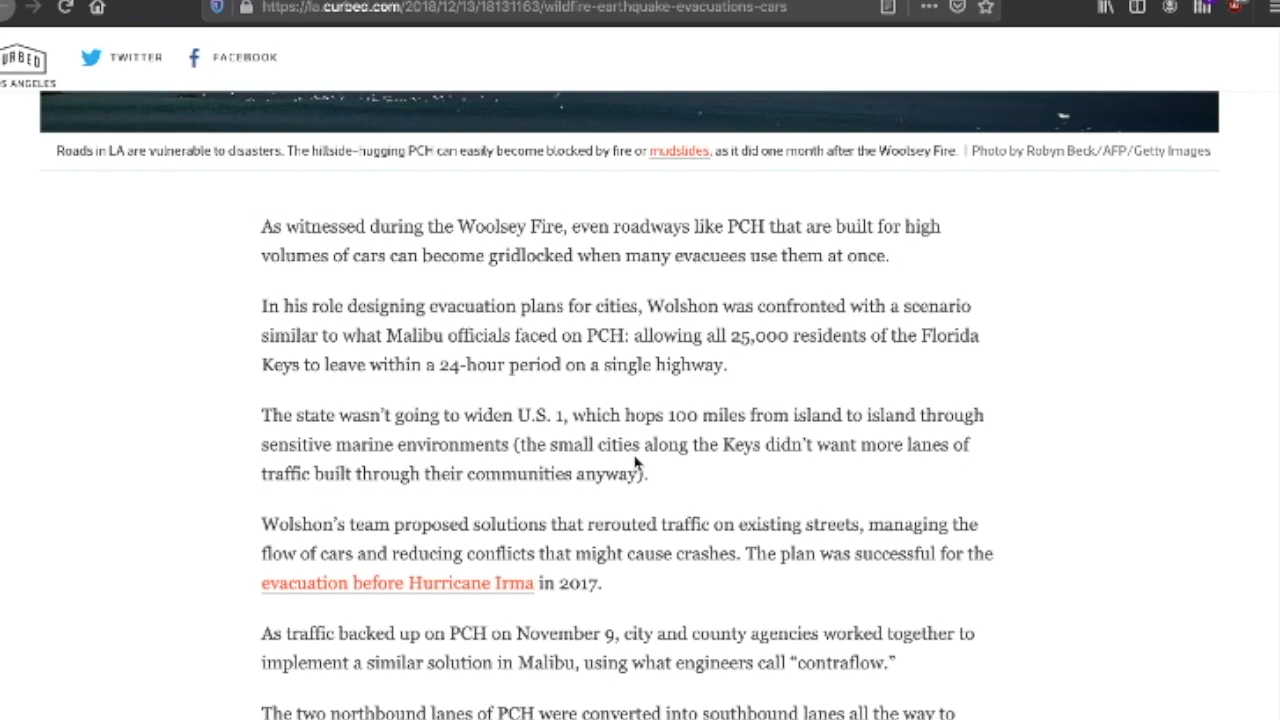 https://la.curbed.com/2018/12/13/18131163/wildfire-earthquake-evacuations-cars
URBED
OS ANGELES
TWITTER
FACEBOOK
Roads in LA are vulnerable to disasters. The hillside-hugging PCH can easily become blocked by fire or mudslides, as it did one month after the Woolsey Fire. | Photo by Robyn Beck/AFP/Getty Images
As witnessed during the Woolsey Fire, even roadways like PCH that are built for high
volumes of cars can become gridlocked when many evacuees use them at once.
In his role designing evacuation plans for cities, Wolshon was confronted with a scenario
similar to what Malibu officials faced on PCH: allowing all 25,000 residents of the Florida
Keys to leave within a 24-hour period on a single highway.
The state wasn't going to widen U.S. 1, which hops 100 miles from island to island through
sensitive marine environments (the small cities along the Keys didn't want more lanes of
traffic built through their communities anyway).
Wolshon's team proposed solutions that rerouted traffic on existing streets, managing the
flow of cars and reducing conflicts that might cause crashes. The plan was successful for the
evacuation before Hurricane Irma in 2017.
As traffic backed up on PCH on November 9, city and county agencies worked together to
implement a similar solution in Malibu, using what engineers call “contraflow.”
The two northbound lanes of PCH were converted into southbound lanes all the way to